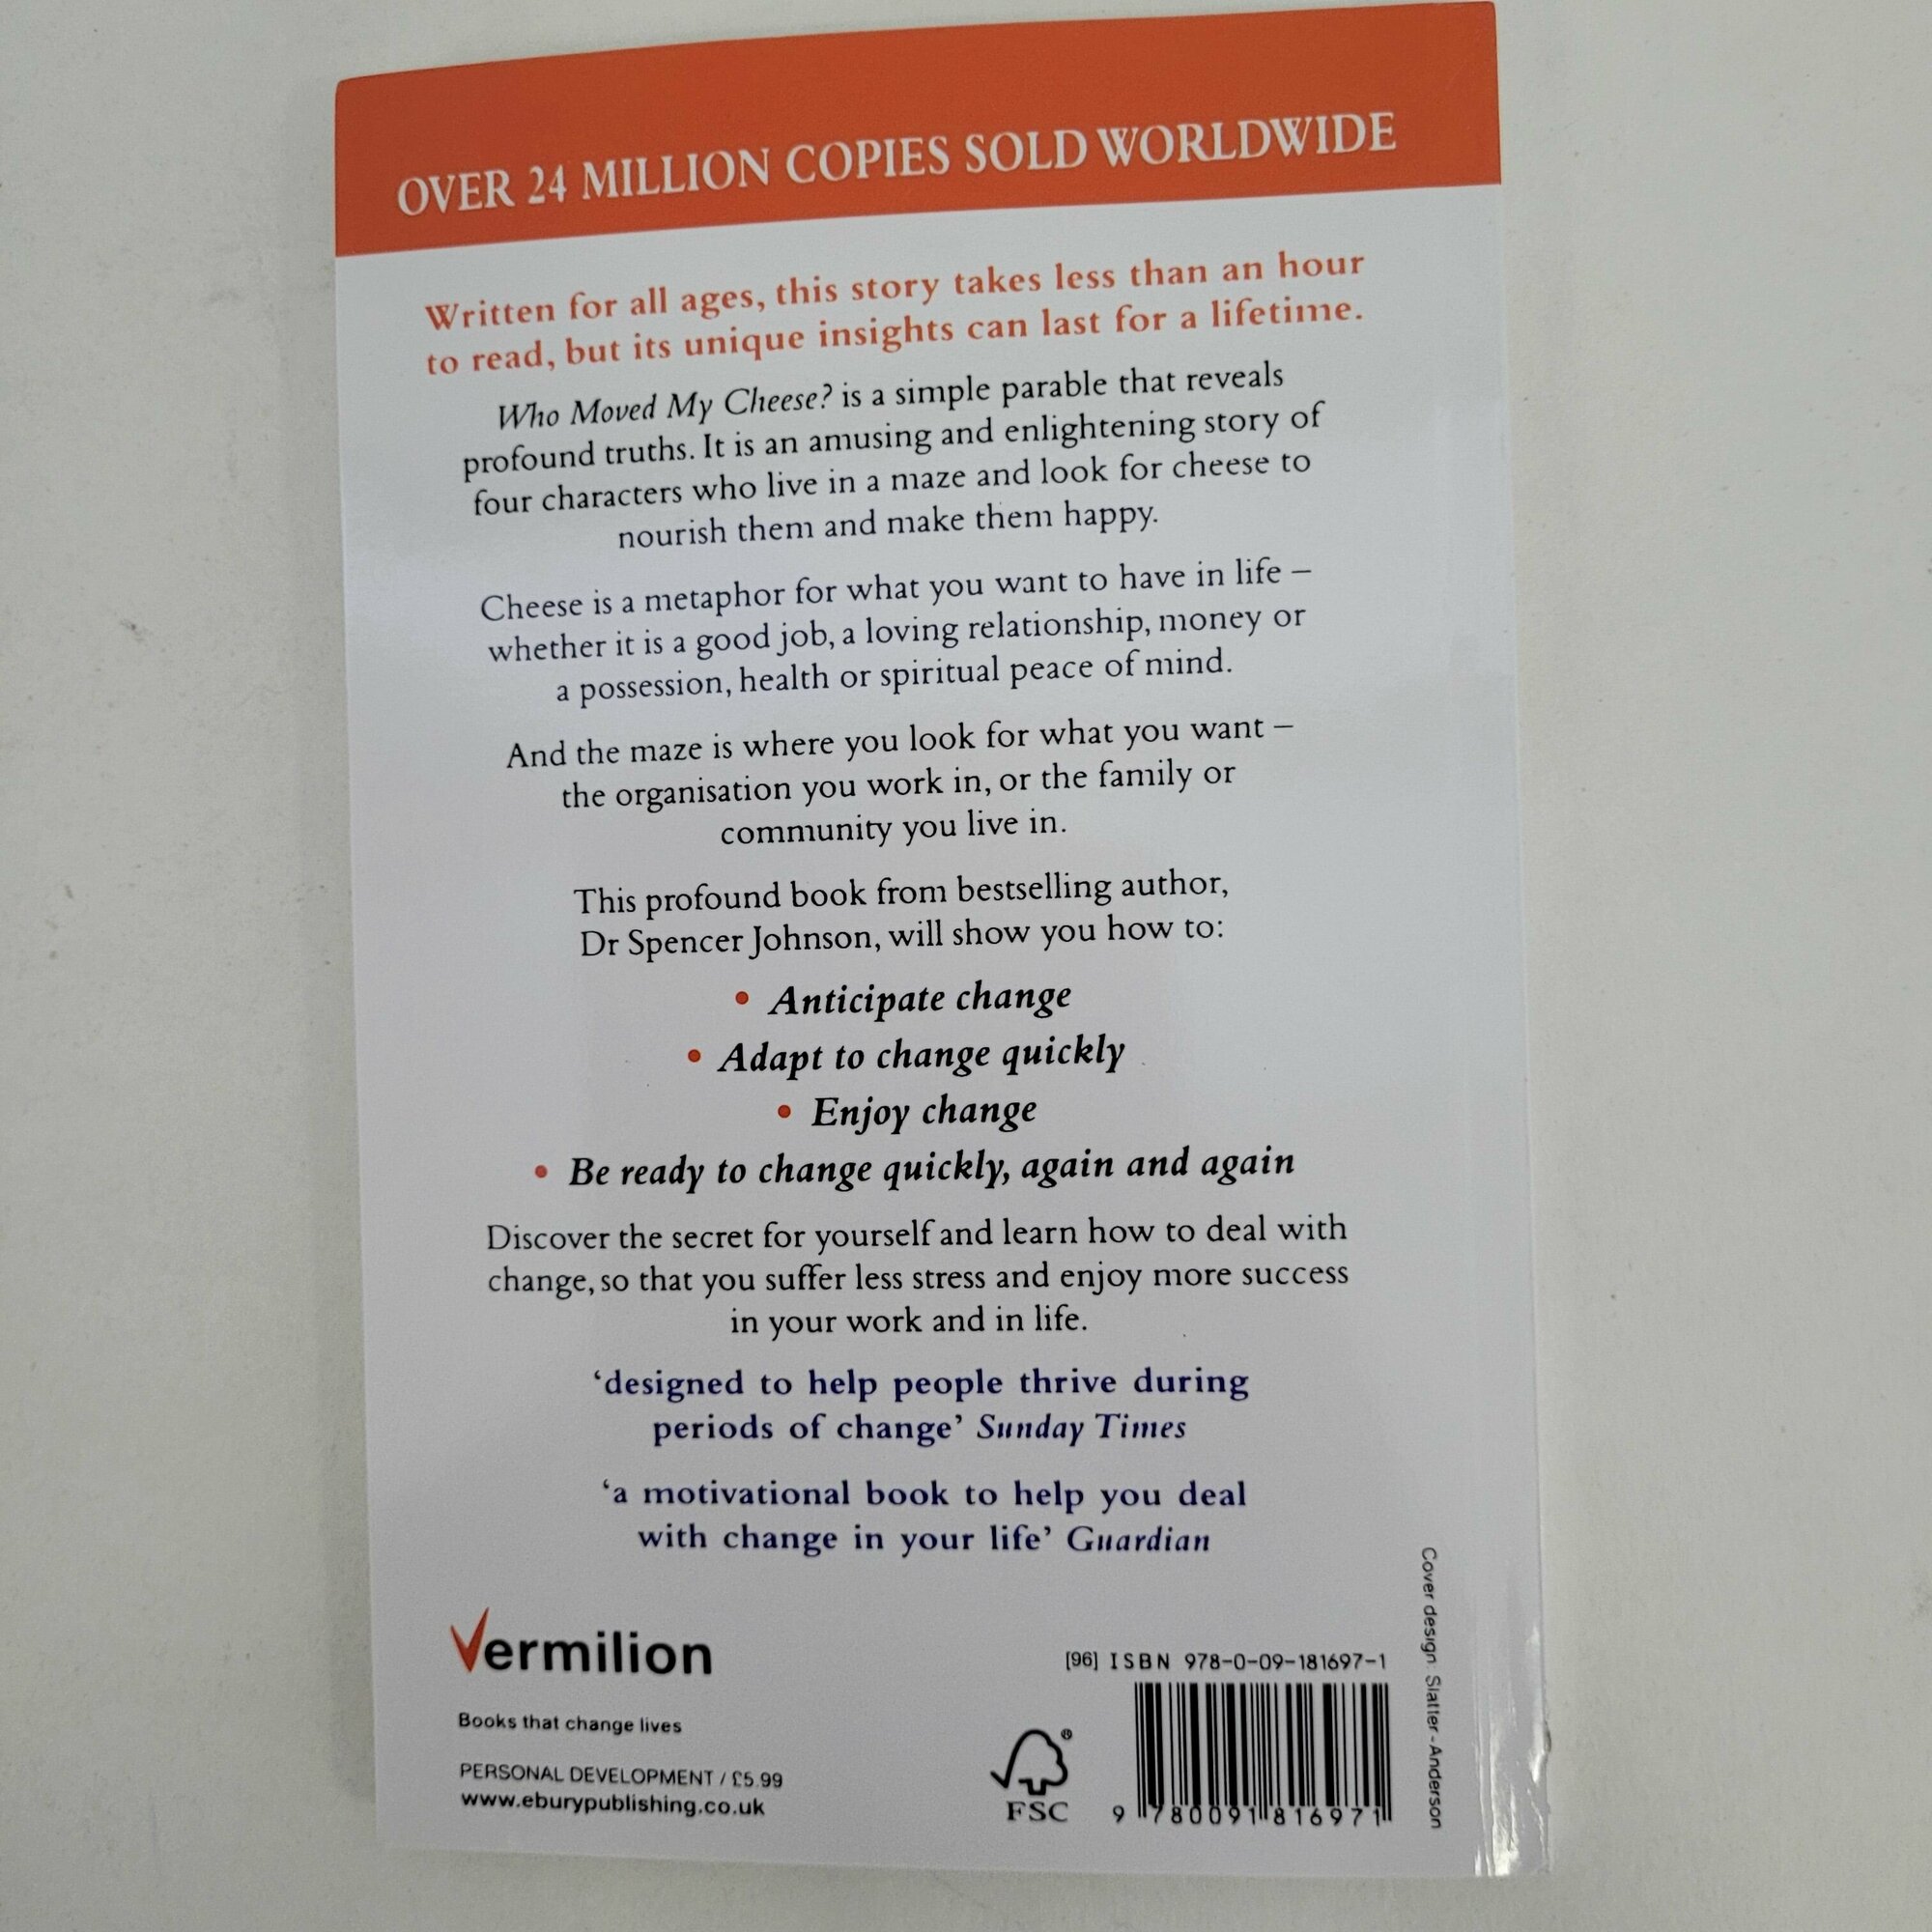 OVER 24 MILLION COPIES SOLD WORLDWIDE
Written for all ages, this story takes less than an hour
to read, but its unique insights can last for a lifetime.
Who Moved My Cheese? is a simple parable that reveals
profound truths. It is an amusing and enlightening story of
four characters who live in a maze and look for cheese to
nourish them and make them happy.
Cheese is a metaphor for what you want to have in life –
whether it is a good job, a loving relationship, money or
a possession, health or spiritual peace of mind.
And the maze is where you look for what you want –
the organisation you work in, or the family or
community you live in.
This profound book from bestselling author,
Dr Spencer Johnson, will show you how to:
• Anticipate change
• Adapt to change quickly
• Enjoy change
• Be ready to change quickly, again and again
Discover the secret for yourself and learn how to deal with
change, so that you suffer less stress and enjoy more success
in your work and in life.
‘designed to help people thrive during
periods of change’ Sunday Times
‘a motivational book to help you deal
with change in your life’ Guardian
Vermilion
Books that change lives
PERSONAL DEVELOPMENT / £5.99
www.eburypublishing.co.uk
FSC
®
[96] ISBN 978-0-09-181697-1
9 780091 816971
Cover design: Slatter-Anderson